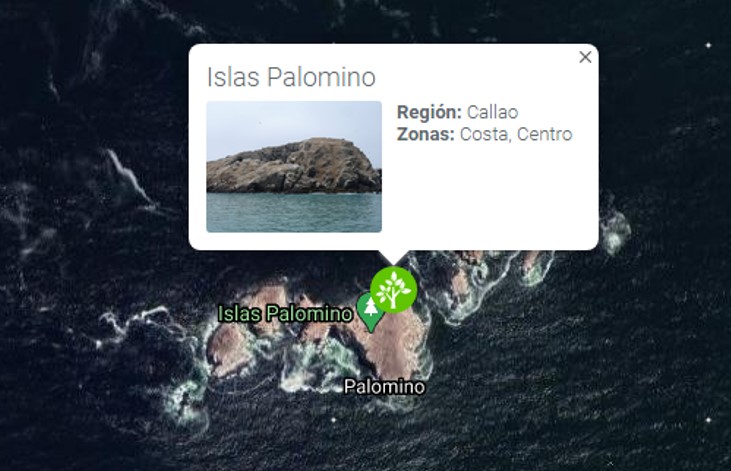 Islas Palomino
Región: Callao
Zonas: Costa, Centro
Islas Palomino
Palomino